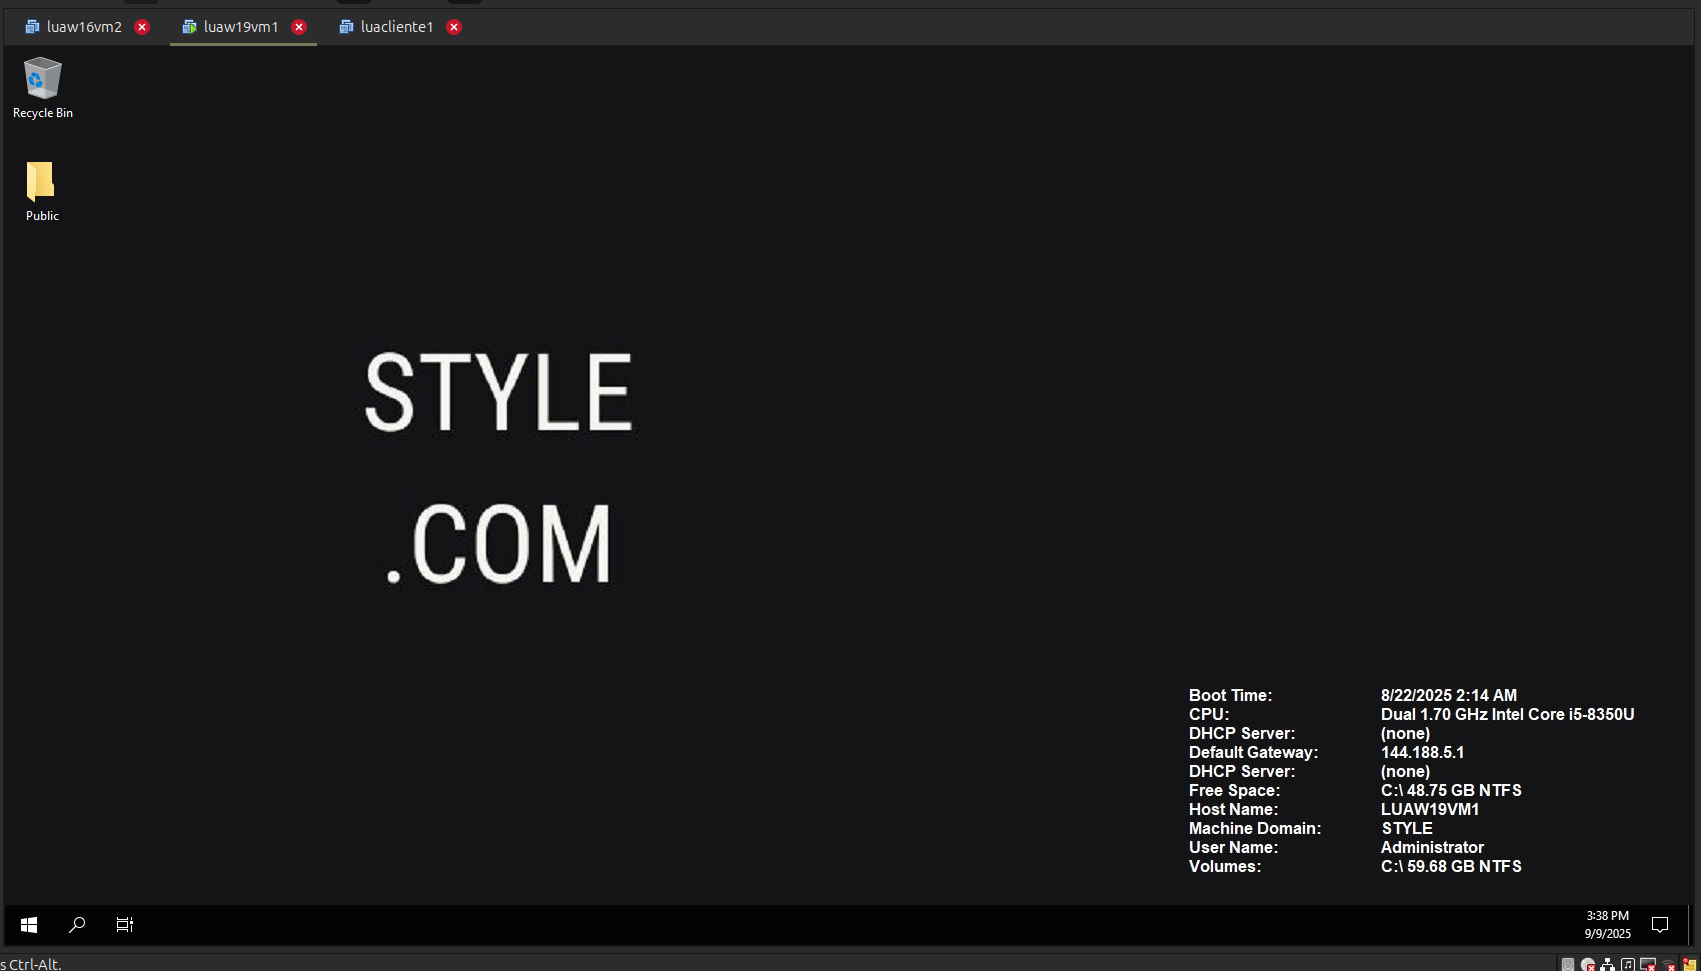 luaw16vm2
luaw19vm1
luacliente1
Recycle Bin
Public
STYLE
.COM
Boot Time: 8/22/2025 2:14 AM
CPU: Dual 1.70 GHz Intel Core i5-8350U
DHCP Server: (none)
Default Gateway: 144.188.5.1
DHCP Server: (none)
Free Space: C:\ 48.75 GB NTFS
Host Name: LUAW19VM1
Machine Domain: STYLE
User Name: Administrator
Volumes: C:\ 59.68 GB NTFS
3:38 PM
9/9/2025
s Ctrl-Alt.